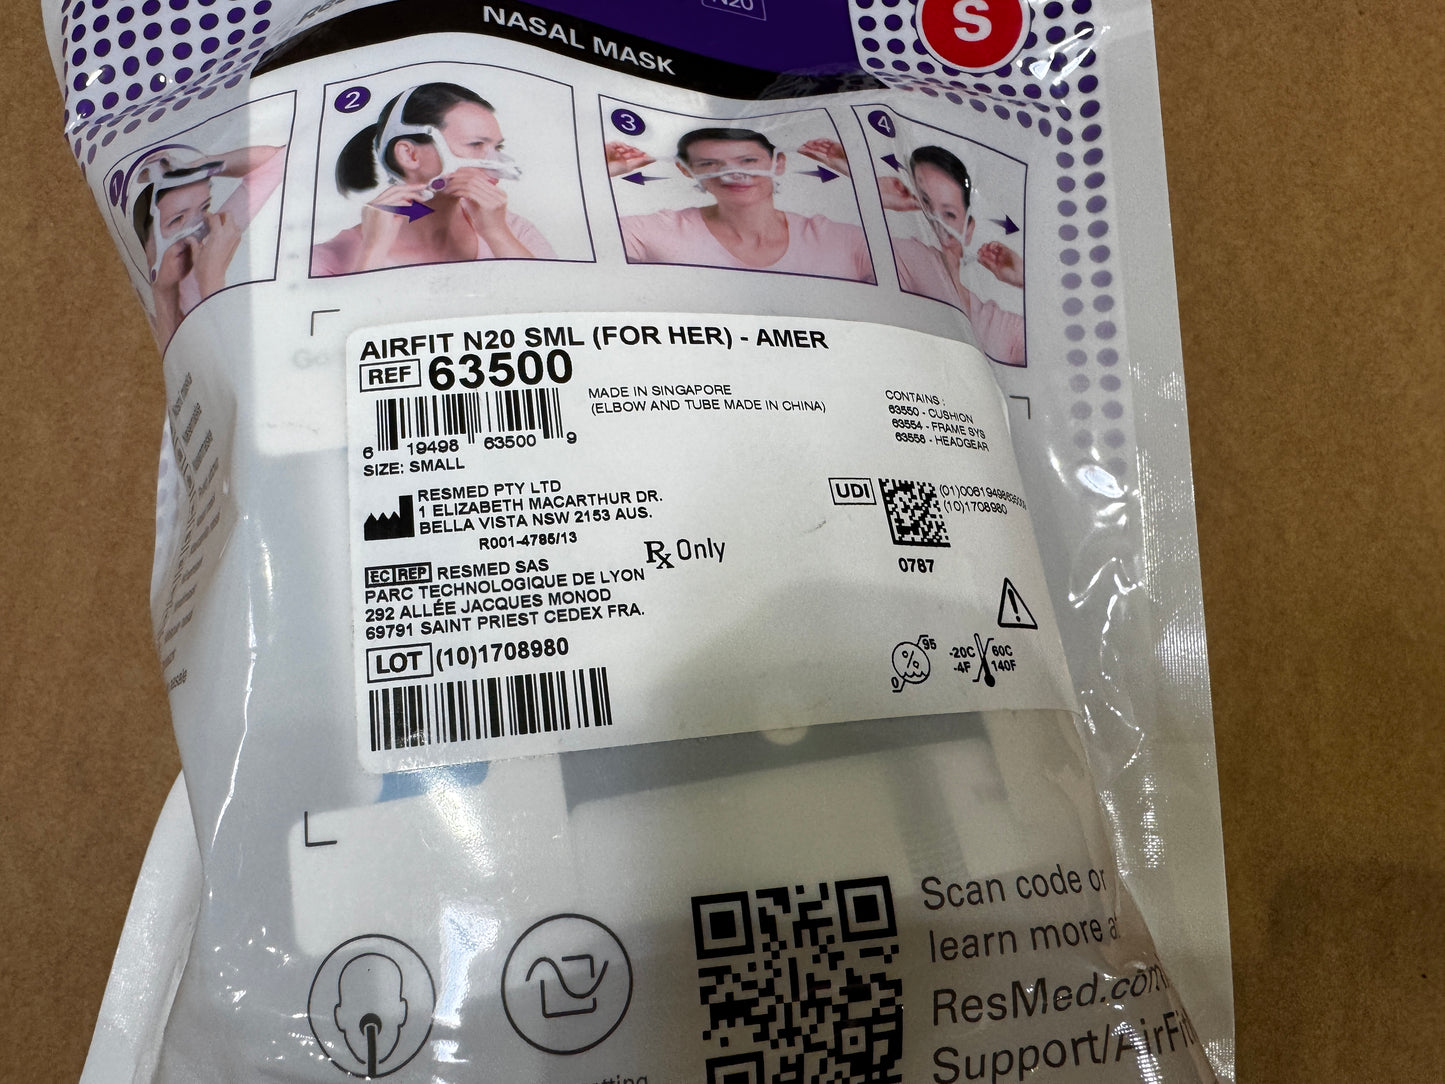 N20
S
NASAL MASK
1
2
3
4
AIRFIT N20 SML (FOR HER) - AMER
REF 63500
MADE IN SINGAPORE
(ELBOW AND TUBE MADE IN CHINA)
CONTAINS :
63550 - CUSHION
63554 - FRAME SYS
63558 - HEADGEAR
6 19498 63500 9
SIZE: SMALL
RESMED PTY LTD
1 ELIZABETH MACARTHUR DR.
BELLA VISTA NSW 2153 AUS.
R001-4785/13
UDI
(10)1708980
0787
Rx Only
EC REP RESMED SAS
PARC TECHNOLOGIQUE DE LYON
292 ALLÉE JACQUES MONOD
69791 SAINT PRIEST CEDEX FRA.
LOT (10)1708980
% 95
0
-20C 60C
-4F 140F
Scan code or
learn more
ResMed.com
Support/AirFit